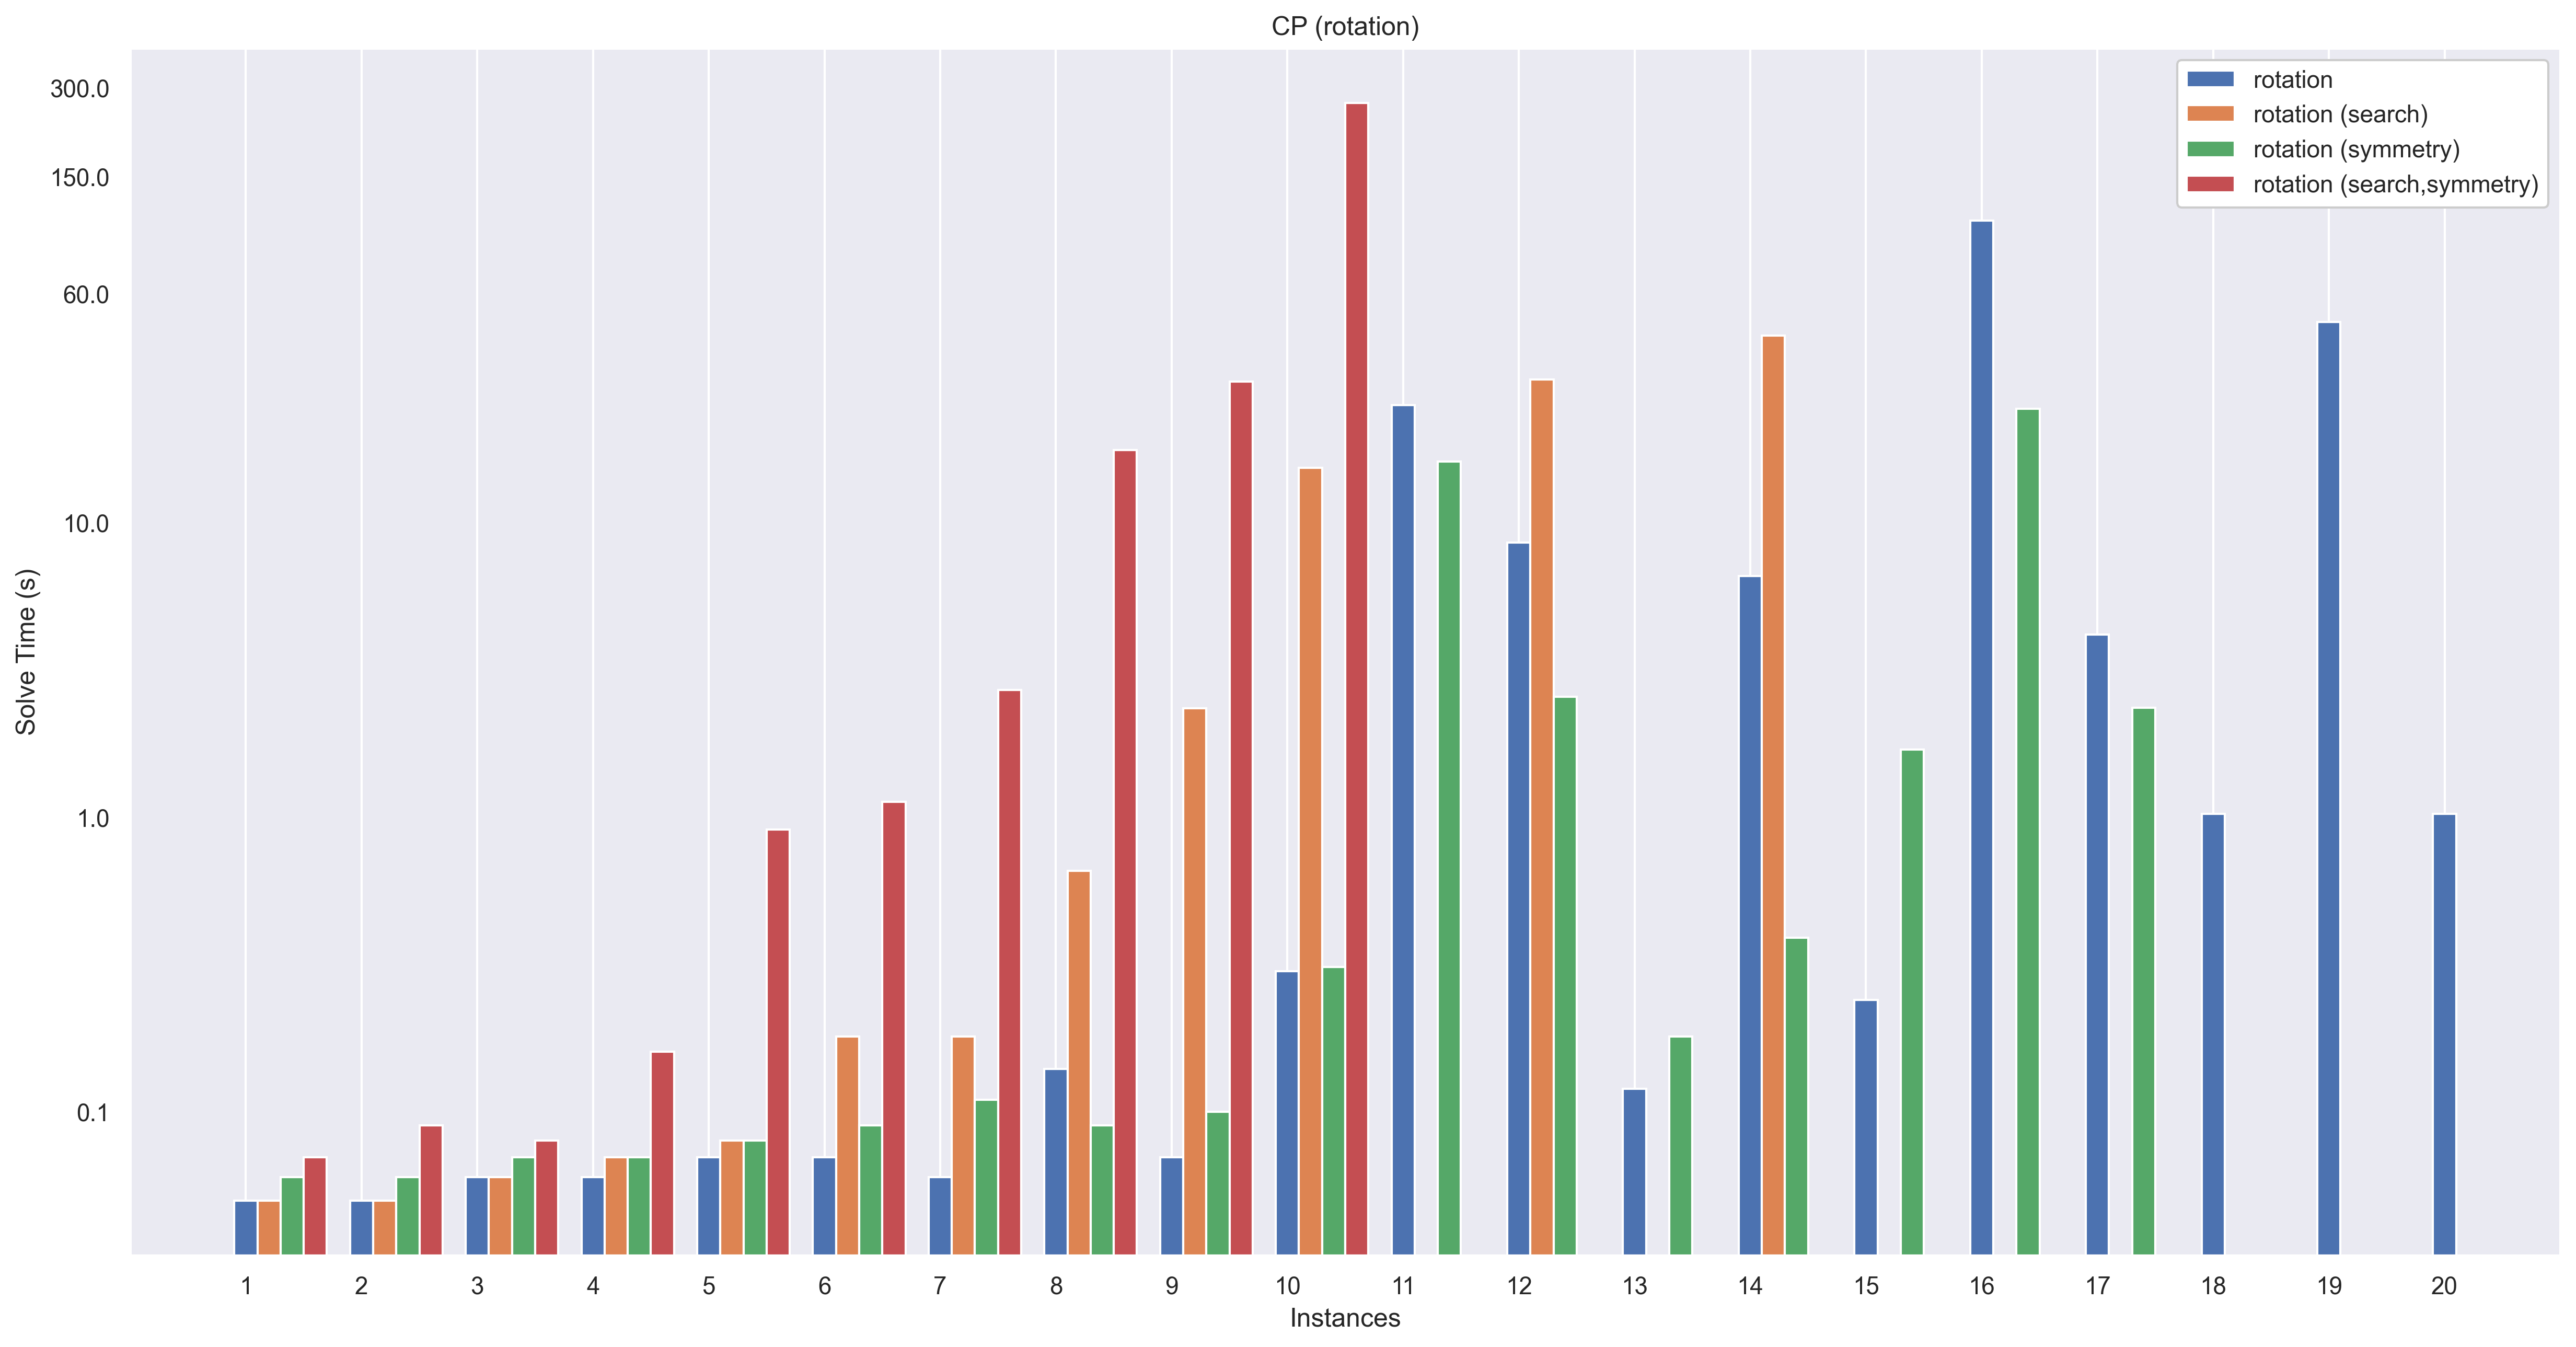 CP (rotation)
300.0
150.0
60.0
10.0
1.0
0.1
Solve Time (s)
rotation
rotation (search)
rotation (symmetry)
rotation (search,symmetry)
1 2 3 4 5 6 7 8 9 10 11 12 13 14 15 16 17 18 19 20
Instances